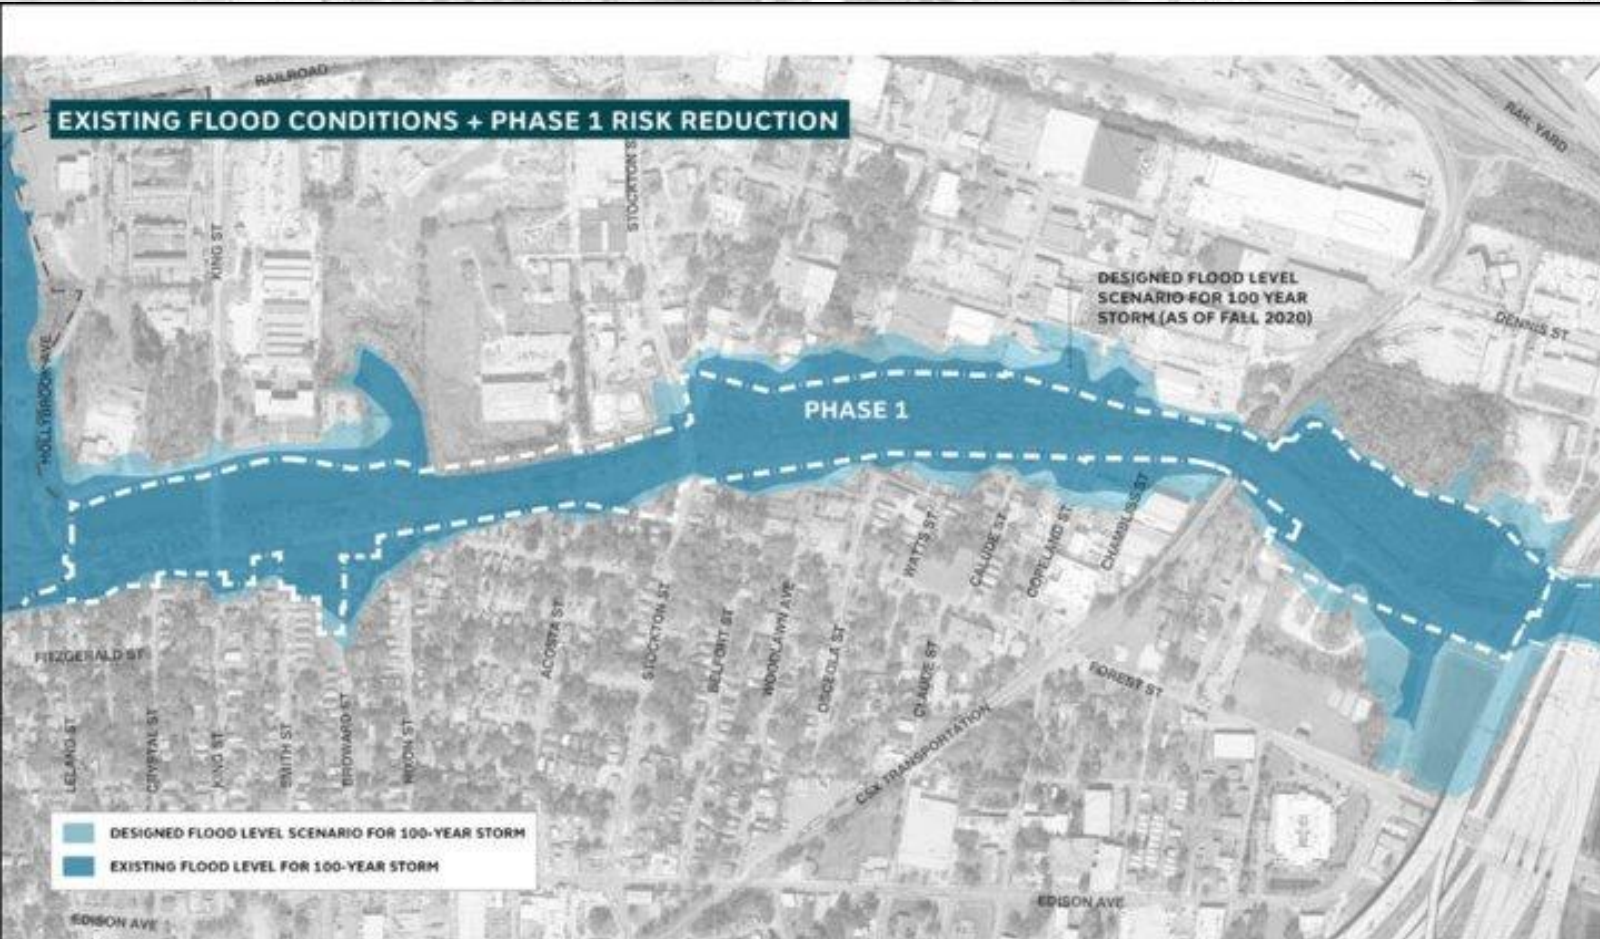 RAILROAD
EXISTING FLOOD CONDITIONS + PHASE 1 RISK REDUCTION
RAIL YARD
STOCKTON S
KING ST
DESIGNED FLOOD LEVEL
SCENARIO FOR 100 YEAR
STORM (AS OF FALL 2020)
DENNIS ST
HOLLYBROOK AVE
PHASE 1
WATTS ST
CALUDE ST
COPELAND ST
CHAMBLISS ST
FITZGERALD ST
ACOSTA ST
STOCKTON ST
BELFORT ST
WOODLAWN AVE
OSCEOLA ST
CLARKE ST
FOREST ST
CSX TRANSPORTATION
LELAND ST
CRYSTAL ST
KING ST
SMITH ST
BROWARD ST
NIXON ST
DESIGNED FLOOD LEVEL SCENARIO FOR 100-YEAR STORM
EXISTING FLOOD LEVEL FOR 100-YEAR STORM
EDISON AVE
EDISON AVE